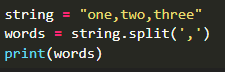 string = "one,two,three"
words = string.split(',')
print(words)